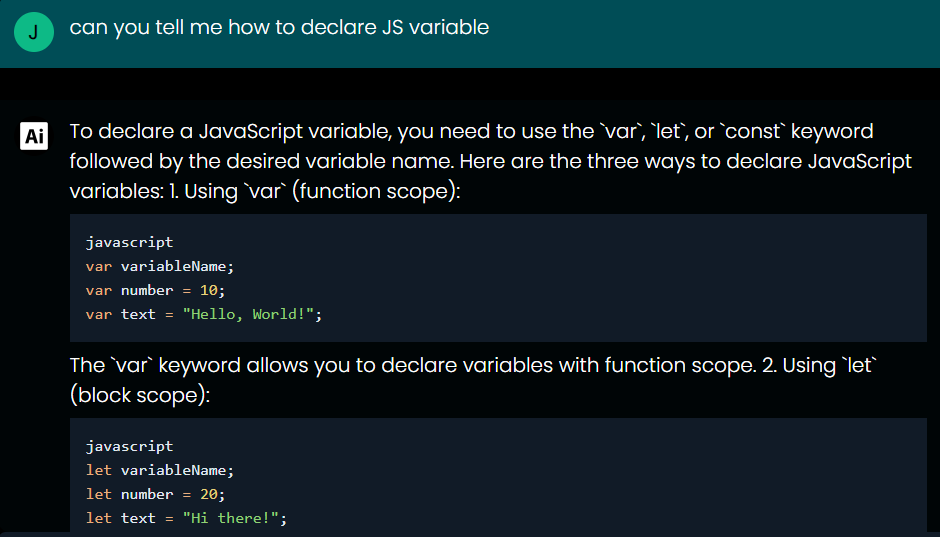 J
can you tell me how to declare JS variable
Ai
To declare a JavaScript variable, you need to use the `var`, `let`, or `const` keyword
followed by the desired variable name. Here are the three ways to declare JavaScript
variables: 1. Using `var` (function scope):
javascript
var variableName;
var number = 10;
var text = "Hello, World!";
The `var` keyword allows you to declare variables with function scope. 2. Using `let`
(block scope):
javascript
let variableName;
let number = 20;
let text = "Hi there!";